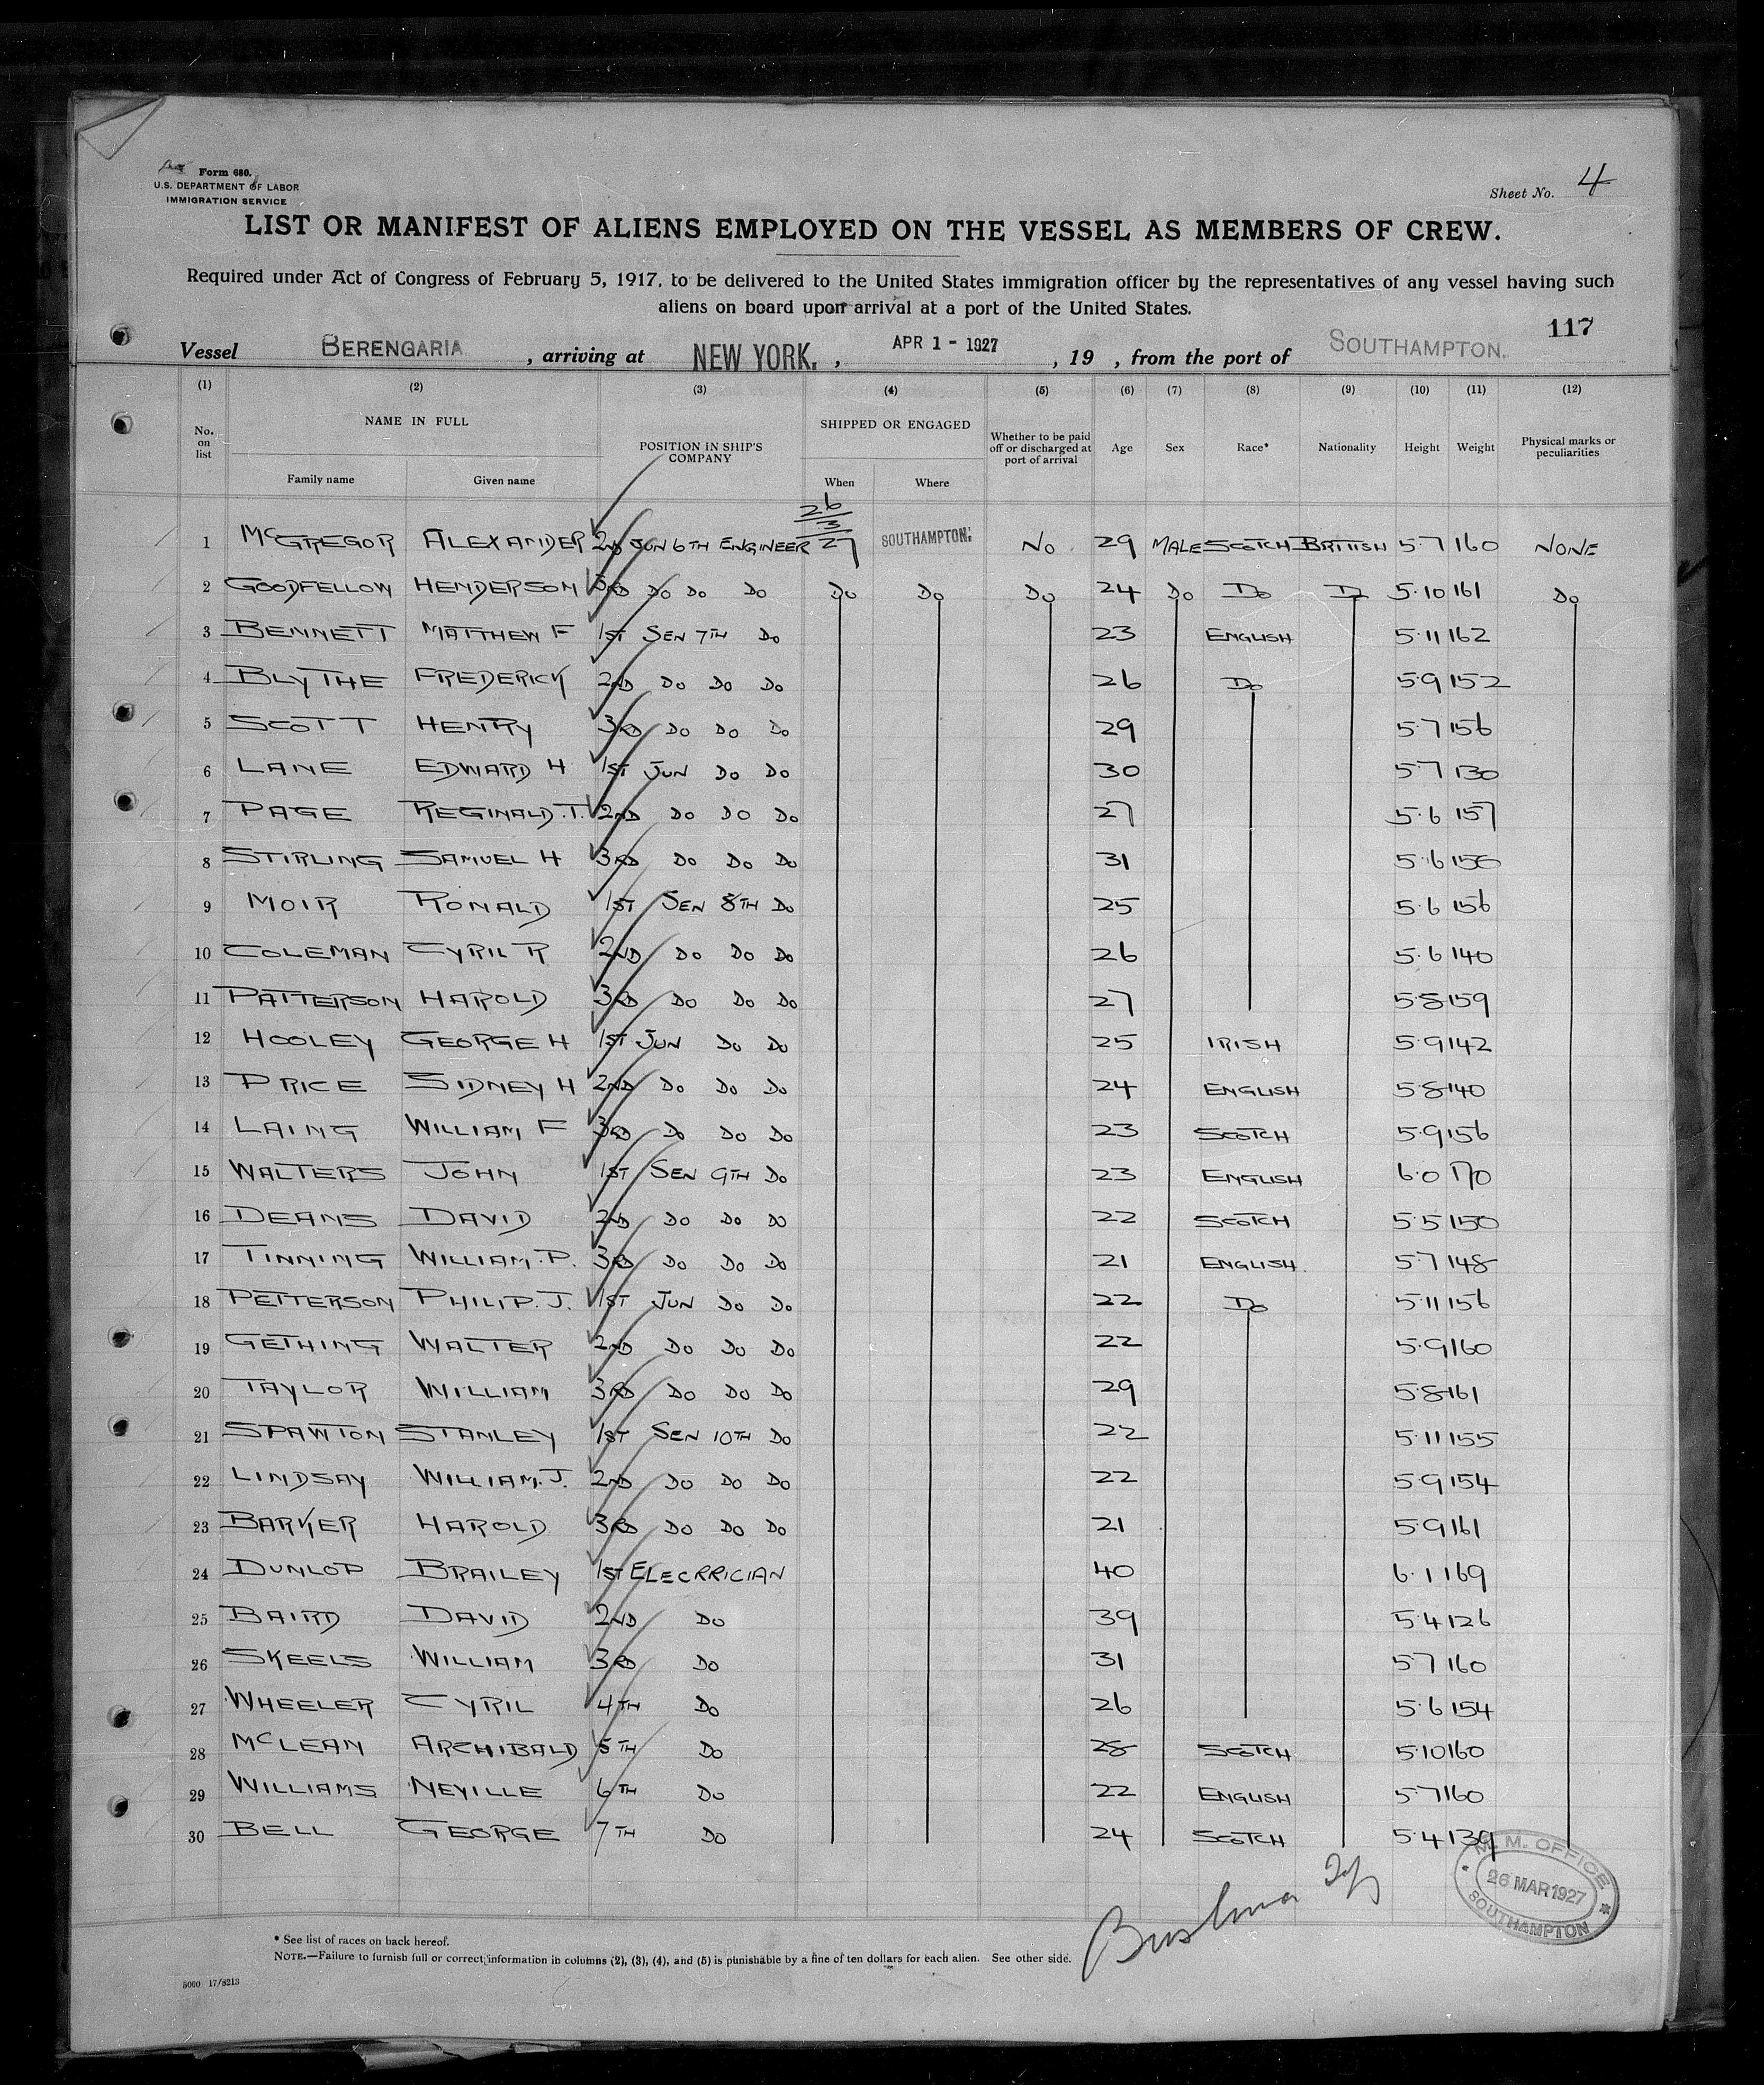 Form 680.
U.S. DEPARTMENT OF LABOR
IMMIGRATION SERVICE
Sheet No. 4
LIST OR MANIFEST OF ALIENS EMPLOYED ON THE VESSEL AS MEMBERS OF CREW.
Required under Act of Congress of February 5, 1917, to be delivered to the United States immigration officer by the representatives of any vessel having such
aliens on board upon arrival at a port of the United States.
117
Vessel BERENGARIA, arriving at NEW YORK, APR 1 - 1927, 19 , from the port of SOUTHAMPTON.
(1) (2) (3) (4) (5) (6) (7) (8) (9) (10) (11) (12)
No. on list NAME IN FULL POSITION IN SHIP'S COMPANY SHIPPED OR ENGAGED Whether to be paid off or discharged at port of arrival Age Sex Race* Nationality Height Weight Physical marks or peculiarities
Family name Given name When Where
1 McGREGOR ALEXANDER 2ND JUN 6TH ENGINEER 26/3/27 SOUTHAMPTON. NO 29 MALE SCOTCH BRITISH 5.7 160 NONE
2 GOODFELLOW HENDERSON 3RD DO DO DO DO DO DO 24 DO DO DO 5.10 161 DO
3 BENNETT MATTHEW F 1ST SEN 7TH DO 23 ENGLISH 5.11 162
4 BLYTHE FREDERICK 2ND DO DO DO 26 DO 5.9 152
5 SCOTT HENRY 3RD DO DO DO 29 5.7 156
6 LANE EDWARD H 1ST JUN DO DO 30 5.7 130
7 PAGE REGINALD.T. 2ND DO DO DO 27 5.6 157
8 STIRLING SAMUEL H 3RD DO DO DO 31 5.6 156
9 MOIR RONALD 1ST SEN 8TH DO 25 5.6 156
10 COLEMAN CYRIL R 2ND DO DO DO 26 5.6 140
11 PATTERSON HAROLD 3RD DO DO DO 27 5.8 159
12 HOOLEY GEORGE H 1ST JUN DO DO 25 IRISH 5.9 142
13 PRICE SIDNEY H 2ND DO DO DO 24 ENGLISH 5.8 140
14 LAING WILLIAM F 3RD DO DO DO 23 SCOTCH 5.9 156
15 WALTERS JOHN 1ST SEN 9TH DO 23 ENGLISH 6.0 170
16 DEANS DAVID 2ND DO DO DO 22 SCOTCH 5.5 150
17 TINNING WILLIAM.P. 3RD DO DO DO 21 ENGLISH. 5.7 148
18 PETTERSON PHILIP.J. 1ST JUN DO DO 22 DO 5.11 156
19 GETHING WALTER 2ND DO DO DO 22 5.9 160
20 TAYLOR WILLIAM 3RD DO DO DO 29 5.8 161
21 SPAWTON STANLEY 1ST SEN 10TH DO 22 5.11 155
22 LINDSAY WILLIAM.J. 2ND DO DO DO 22 5.9 154
23 BARKER HAROLD 3RD DO DO DO 21 5.9 161
24 DUNLOP BRAILEY 1ST ELECRRICIAN 40 6.1 169
25 BAIRD DAVID 2ND DO 39 5.4 126
26 SKEELS WILLIAM 3RD DO 31 5.7 160
27 WHEELER CYRIL 4TH DO 26 5.6 154
28 McLEAN ARCHIBALD 5TH DO 28 SCOTCH 5.10 160
29 WILLIAMS NEVILLE 6TH DO 22 ENGLISH 5.7 160
30 BELL GEORGE 7TH DO 24 SCOTCH 5.4 139
M. M. OFFICE
26 MAR 1927
SOUTHAMPTON
* See list of races on back hereof.
NOTE.—Failure to furnish full or correct information in columns (2), (3), (4), and (5) is punishable by a fine of ten dollars for each alien. See other side.
5000 17/8213